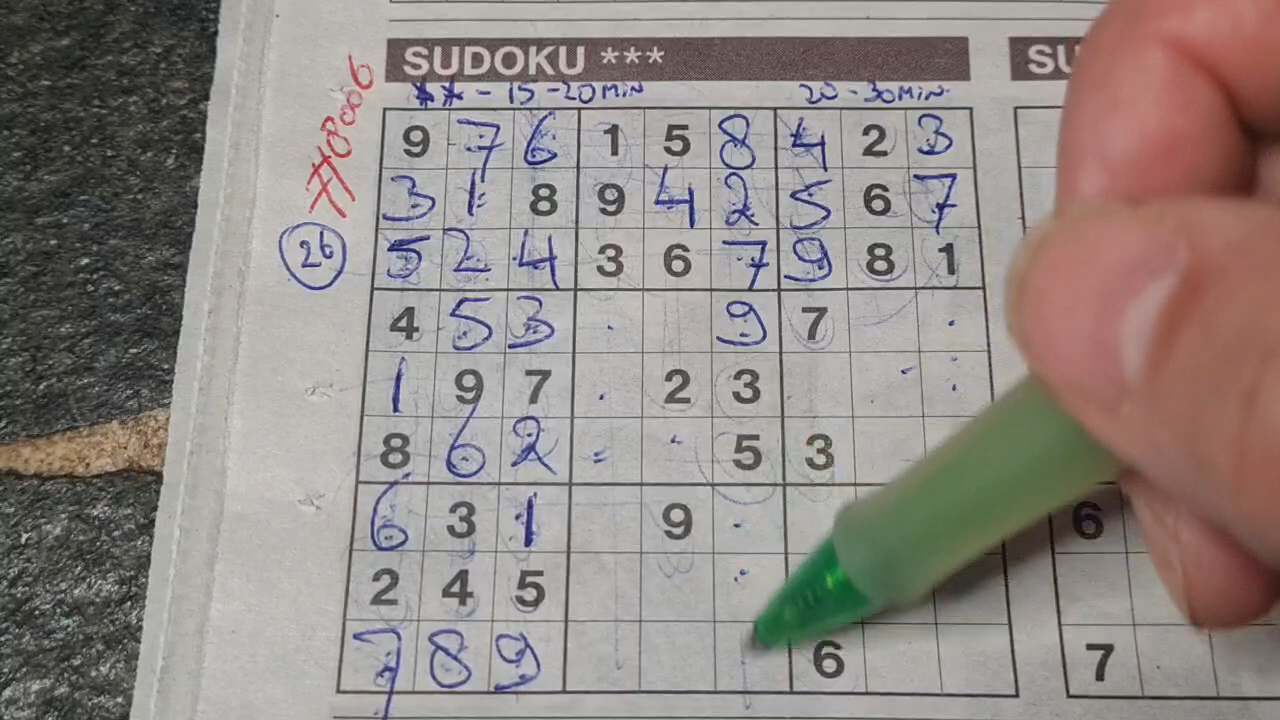 SUDOKU ***
SU
** - 15 - 20 MIN 20 - 30 MIN
9 7 6 1 5 8 4 2 3
3 1 8 9 4 2 5 6 7
26 5 2 4 3 6 7 9 8 1
4 5 3 9 7
1 9 7 2 3
8 6 2 5 3
6 3 1 9 6
2 4 5
7 8 9 6 7